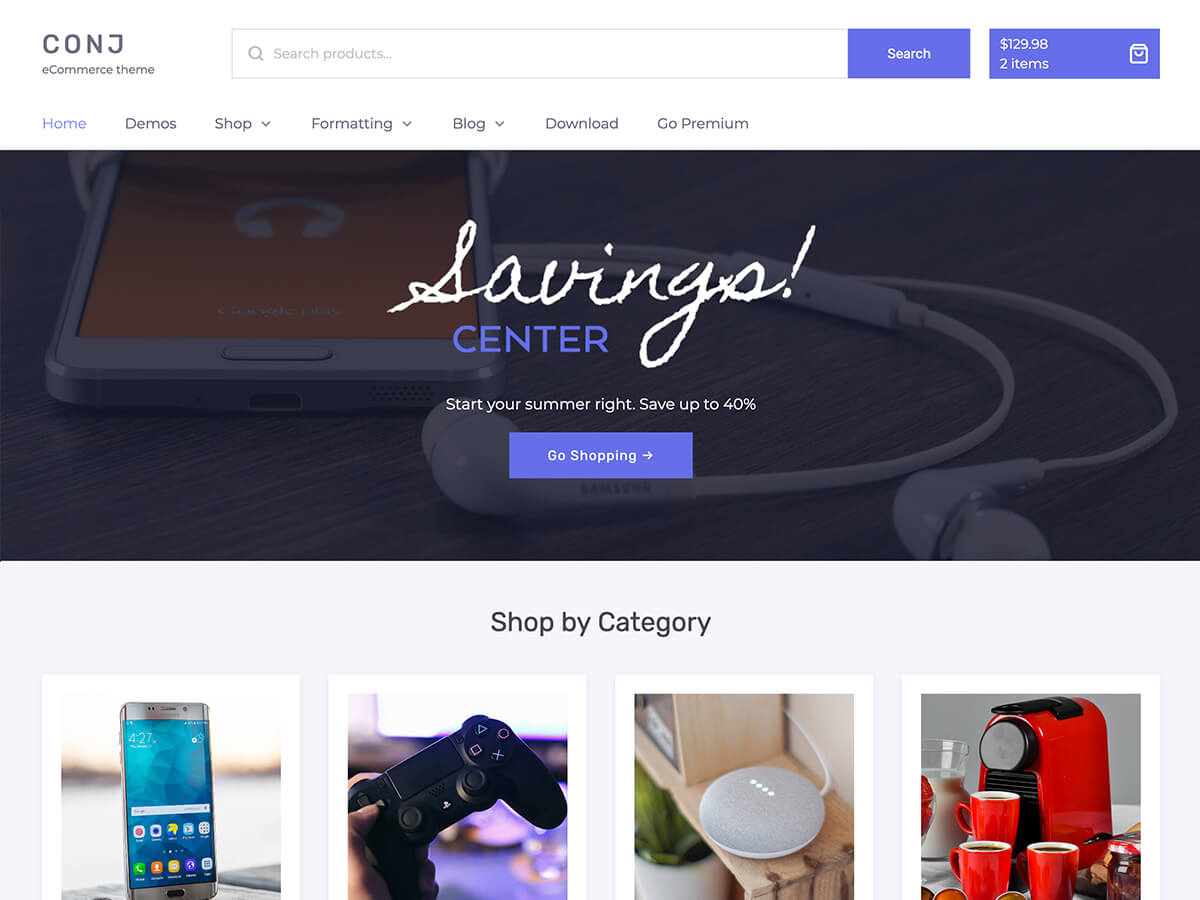 CONJ
eCommerce theme
Search products...
Search
$129.98
2 items
Home Demos Shop Formatting Blog Download Go Premium
Google play
Savings!
CENTER
Start your summer right. Save up to 40%
Go Shopping →
SAMSUNG
Shop by Category
4:27